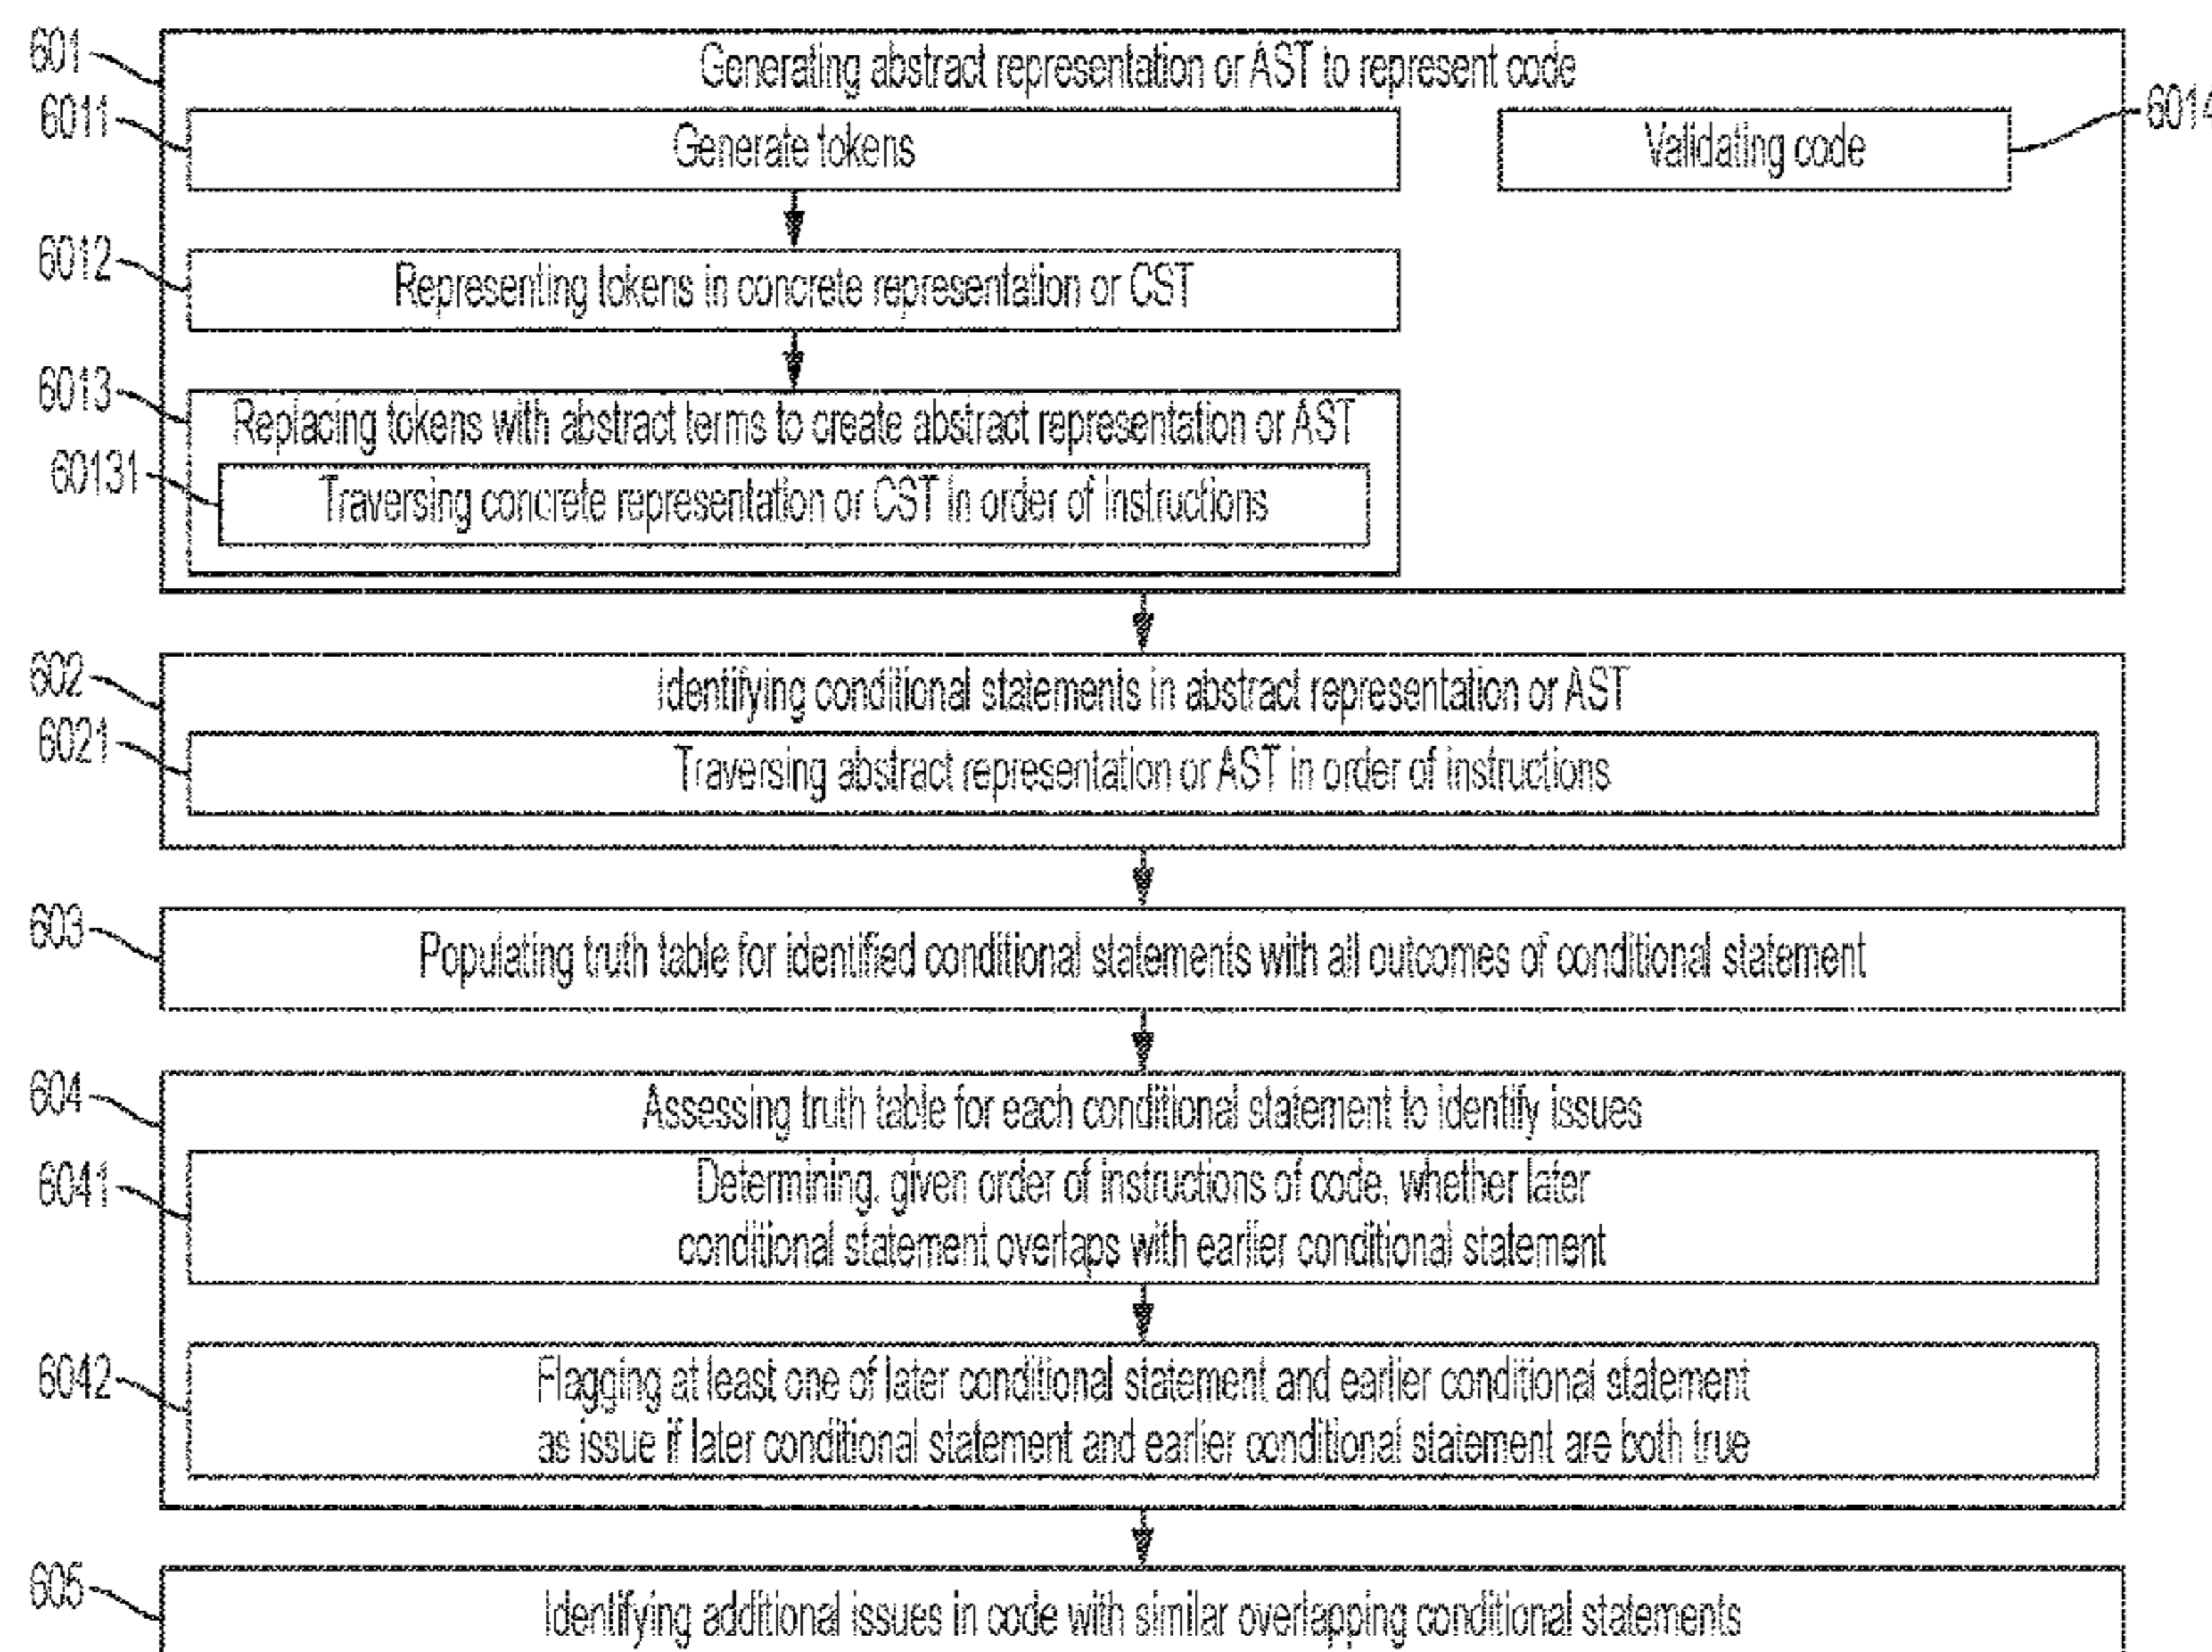 601
Generating abstract representation or AST to represent code
6011
Generate tokens
Validating code
6014
6012
Representing tokens in concrete representation or CST
6013
Replacing tokens with abstract terms to create abstract representation or AST
60131
Traversing concrete representation or CST in order of instructions
602
Identifying conditional statements in abstract representation or AST
6021
Traversing abstract representation or AST in order of instructions
603
Populating truth table for identified conditional statements with all outcomes of conditional statement
604
Assessing truth table for each conditional statement to identify issues
6041
Determining, given order of instructions of code, whether later
conditional statement overlaps with earlier conditional statement
6042
Flagging at least one of later conditional statement and earlier conditional statement
as issue if later conditional statement and earlier conditional statement are both true
605
Identifying additional issues in code with similar overlapping conditional statements